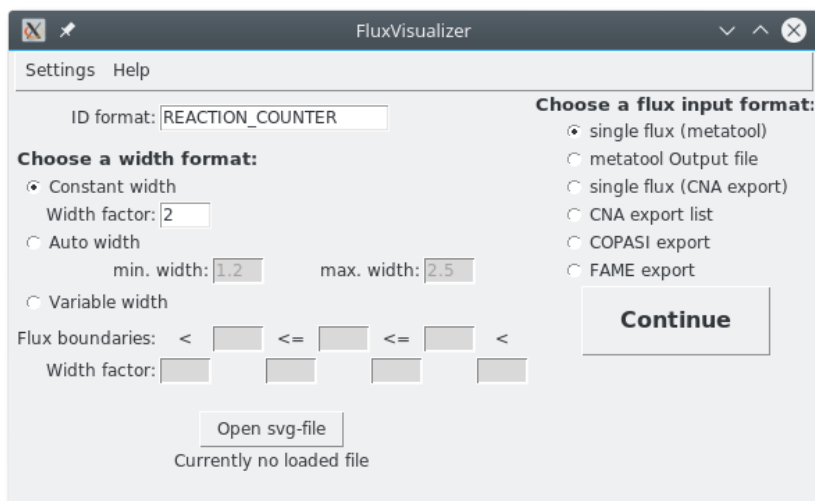 FluxVisualizer
Settings Help
ID format: REACTION_COUNTER
Choose a width format:
Constant width
Width factor: 2
Auto width
min. width: 1.2 max. width: 2.5
Variable width
Flux boundaries: < <= <= <
Width factor:
Open svg-file
Currently no loaded file
Choose a flux input format:
single flux (metatool)
metatool Output file
single flux (CNA export)
CNA export list
COPASI export
FAME export
Continue